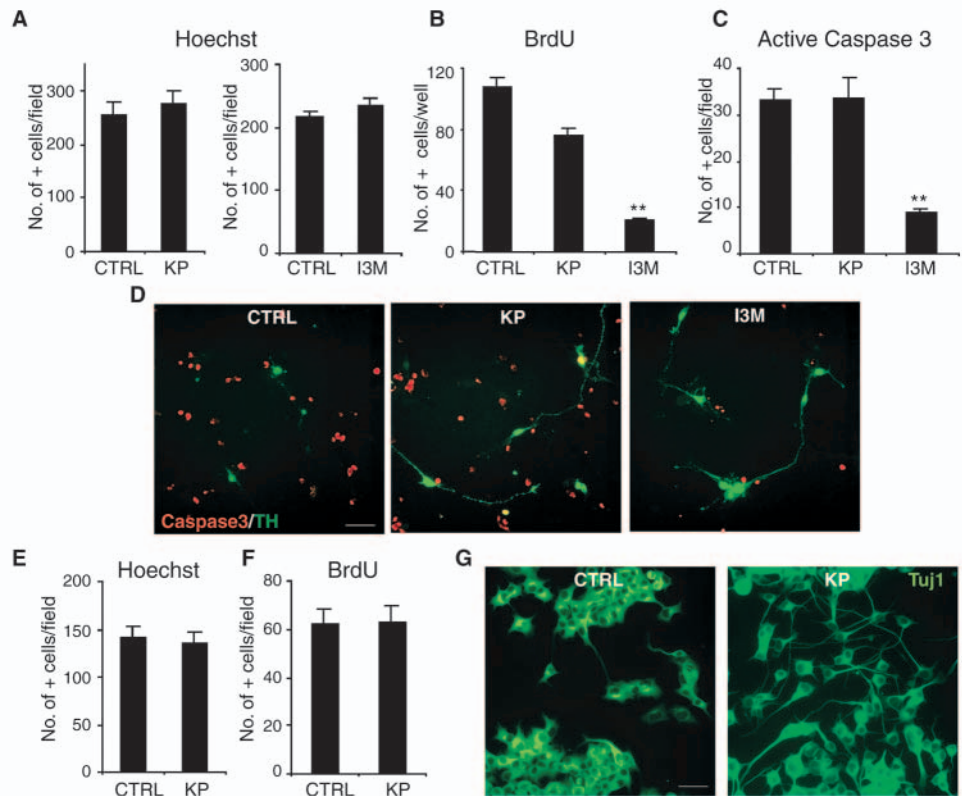 A
Hoechst
No. of + cells/field
300
200
100
0
CTRL KP
No. of + cells/field
300
200
100
0
CTRL I3M
B
BrdU
No. of + cells/well
120
80
40
0
**
CTRL KP I3M
C
Active Caspase 3
No. of + cells/field
40
30
20
10
0
**
CTRL KP I3M
D
CTRL
Caspase3/TH
KP
I3M
E
Hoechst
No. of + cells/field
200
150
100
50
0
CTRL KP
F
BrdU
No. of + cells/field
80
60
40
20
0
CTRL KP
G
CTRL
KP Tuj1